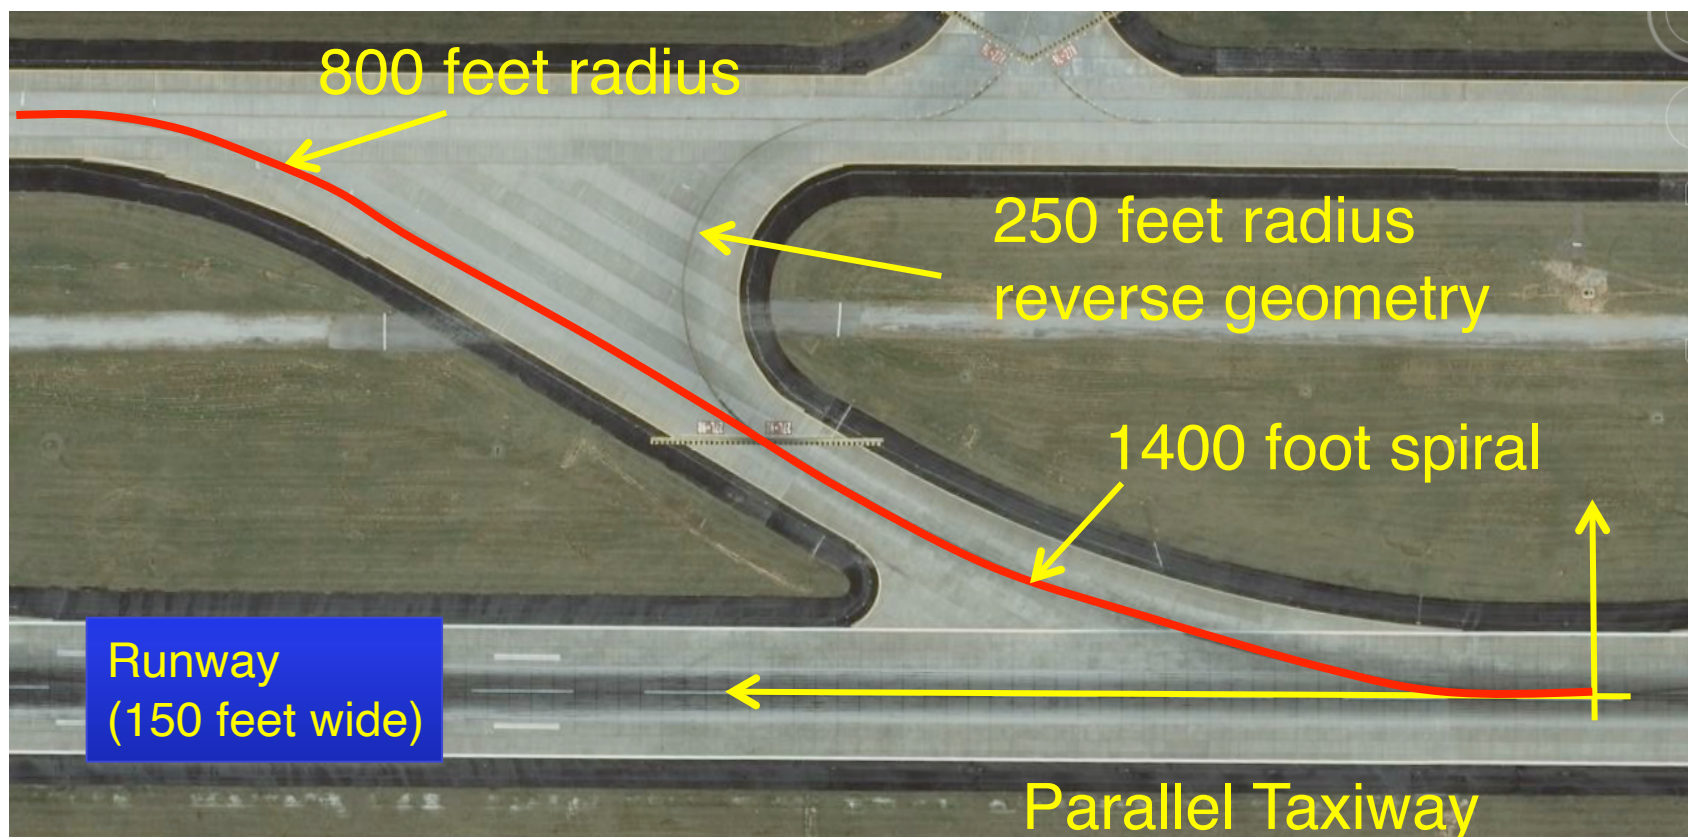 800 feet radius
250 feet radius
reverse geometry
1400 foot spiral
Runway
(150 feet wide)
Parallel Taxiway